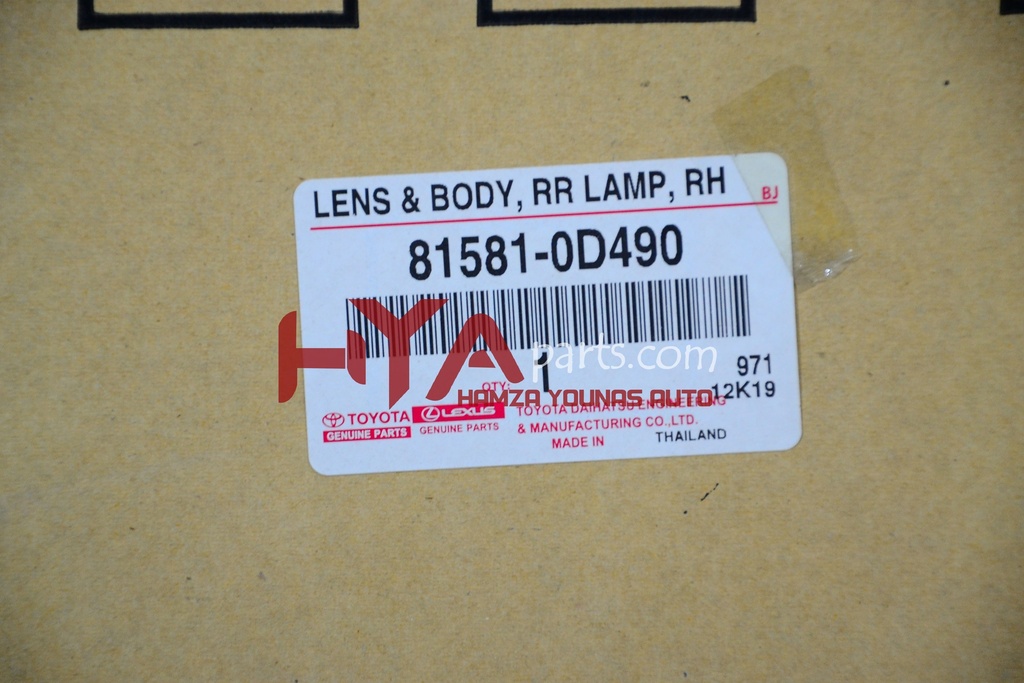 LENS & BODY, RR LAMP, RH
BJ
81581-0D490
HYA parts.com
HAMZA YOUNAS AUTO
QTY: 1
971
12K19
TOYOTA
GENUINE PARTS
LEXUS
GENUINE PARTS
TOYOTA DAIHATSU ENGINEERING
& MANUFACTURING CO.,LTD.
MADE IN THAILAND